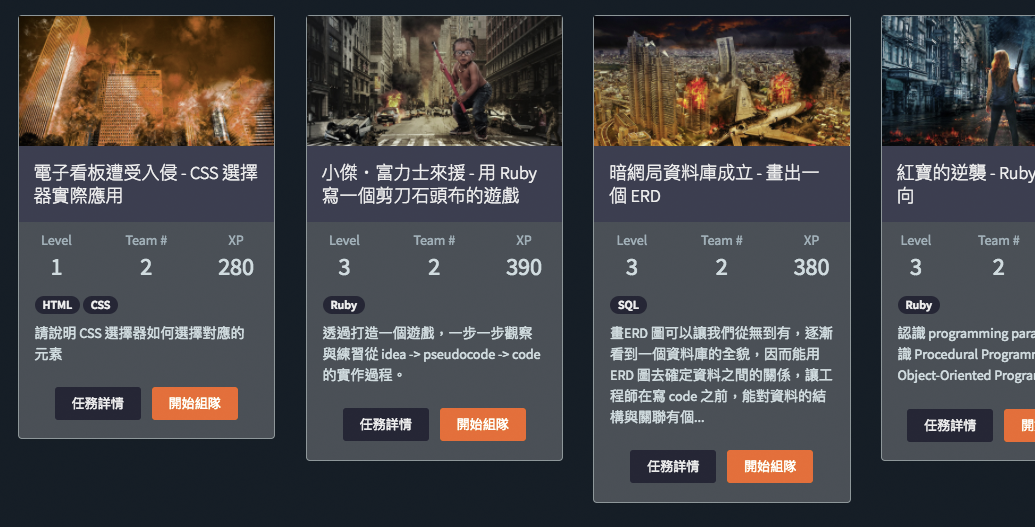 電子看板遭受入侵 - CSS 選擇
器實際應用
Level Team # XP
1 2 280
HTML CSS
請說明 CSS 選擇器如何選擇對應的
元素
任務詳情 開始組隊
小傑・富力士來援 - 用 Ruby
寫一個剪刀石頭布的遊戲
Level Team # XP
3 2 390
Ruby
透過打造一個遊戲，一步一步觀察
與練習從 idea -> pseudocode -> code
的實作過程。
任務詳情 開始組隊
暗網局資料庫成立 - 畫出一
個 ERD
Level Team # XP
3 2 380
SQL
畫ERD 圖可以讓我們從無到有，逐漸
看到一個資料庫的全貌，因而能用
ERD 圖去確定資料之間的關係，讓工
程師在寫 code 之前，能對資料的結
構與關聯有個...
任務詳情 開始組隊
紅寶的逆襲 - Ruby
向
Level Team #
3 2
Ruby
認識 programming para
識 Procedural Program
Object-Oriented Progra
任務詳情 開